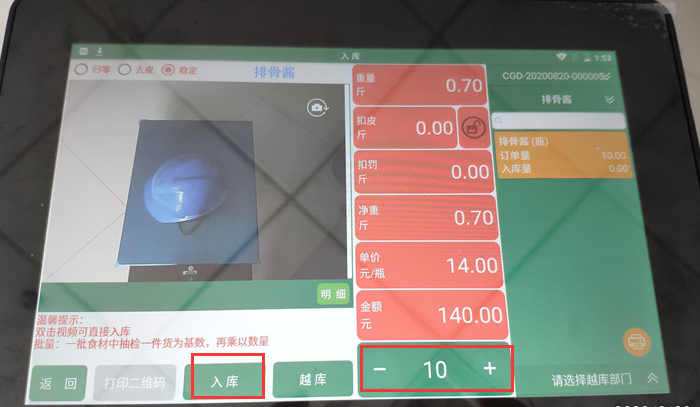 入库
1:53
归零 去皮 稳定
排骨酱
重量
斤
0.70
扣皮
斤
0.00
扣罚
斤
0.00
净重
斤
0.70
单价
元/瓶
14.00
金额
元
140.00
CGD-20200820-00000
排骨酱
排骨酱 (瓶)
订单量 10.00
入库量 0.00
明细
温馨提示:
双击视频可直接入库
批量: 一批食材中抽检一件货为基数，再乘以数量
返回 打印二维码 入库 越库
− 10 +
请选择越库部门